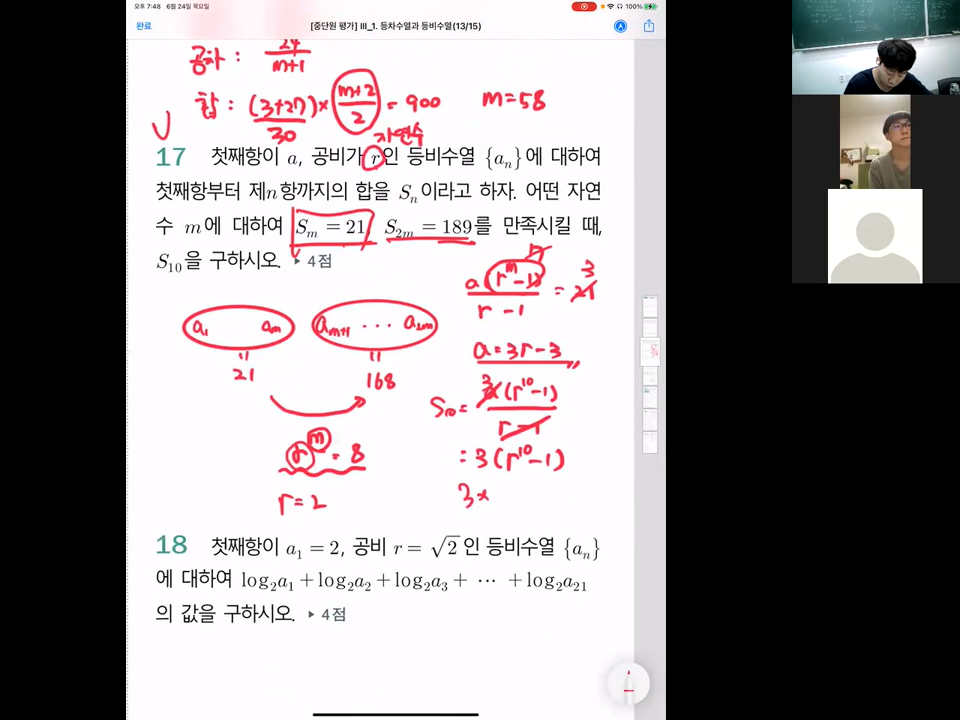 오후 7:48 6월 24일 목요일
100%
완료
[중단원 평가] III_1. 등차수열과 등비수열(13/15)
공차 : 24/m+1
합 : (3+27)/30 × m+2/2 = 900 m=58
자연수
17 첫째항이 a, 공비가 r인 등비수열 {aₙ}에 대하여
첫째항부터 제n항까지의 합을 Sₙ이라고 하자. 어떤 자연
수 m에 대하여 Sₘ = 21, S₂ₘ = 189를 만족시킬 때,
S₁₀을 구하시오. ▶ 4점
a(rᵐ-1)/r-1 = 21 3
7
a₁ aₘ aₘ₊₁ ··· a₂ₘ
21 168
a=3r-3
S₁₀= 3a(r¹⁰-1)/r-1
rᵐ = 8
= 3(r¹⁰-1)
r=2
3×
18 첫째항이 a₁ = 2, 공비 r = √2 인 등비수열 {aₙ}
에 대하여 log₂a₁ + log₂a₂ + log₂a₃ + ··· + log₂a₂₁
의 값을 구하시오. ▶ 4점